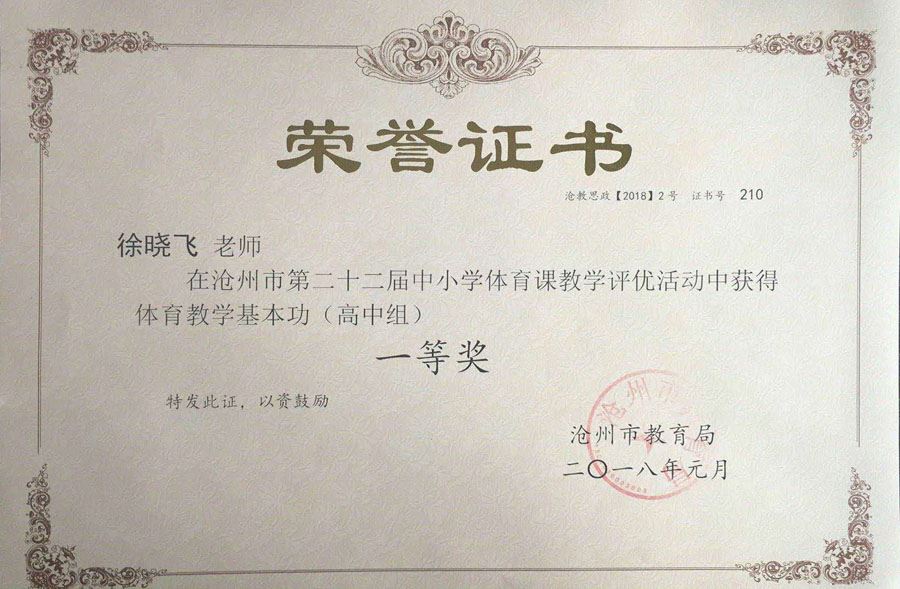 荣誉证书
沧教思政【2018】2号 证书号 210
徐晓飞 老师
在沧州市第二十二届中小学体育课教学评优活动中获得
体育教学基本功（高中组）
一等奖
特发此证，以资鼓励
沧州市教育局
二〇一八年元月
沧州市